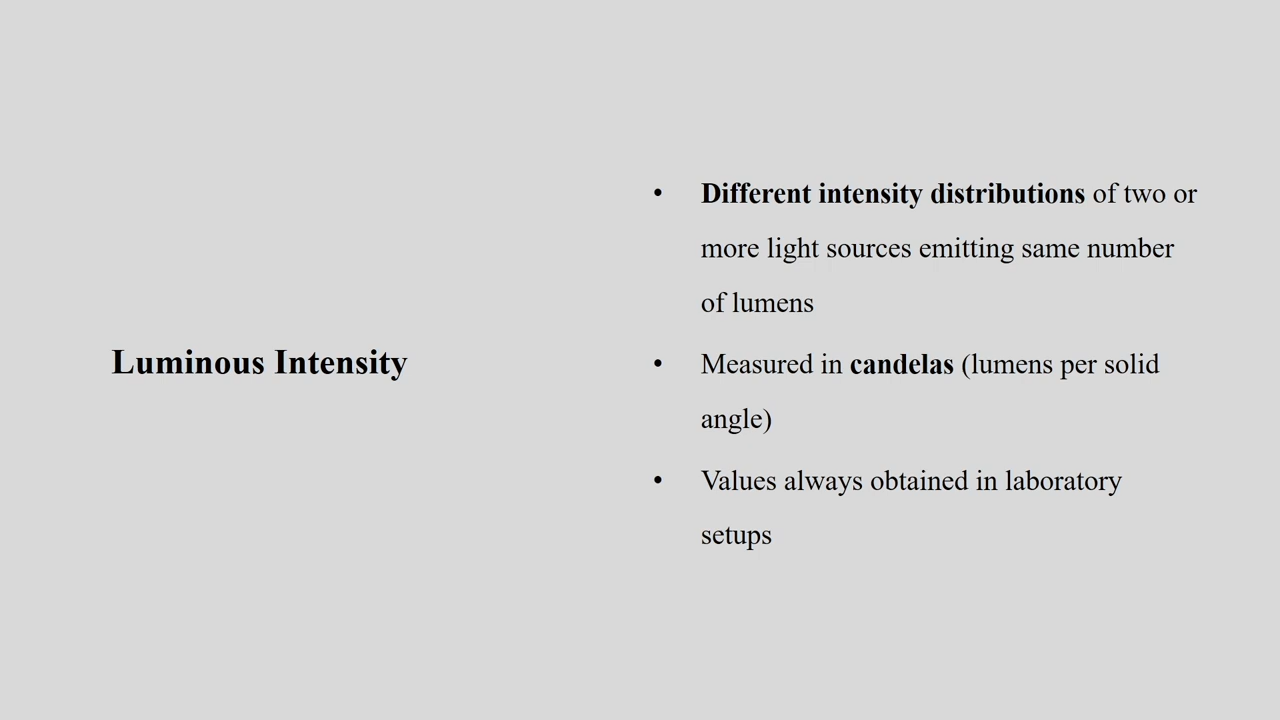 Luminous Intensity
• Different intensity distributions of two or
more light sources emitting same number
of lumens
• Measured in candelas (lumens per solid
angle)
• Values always obtained in laboratory
setups